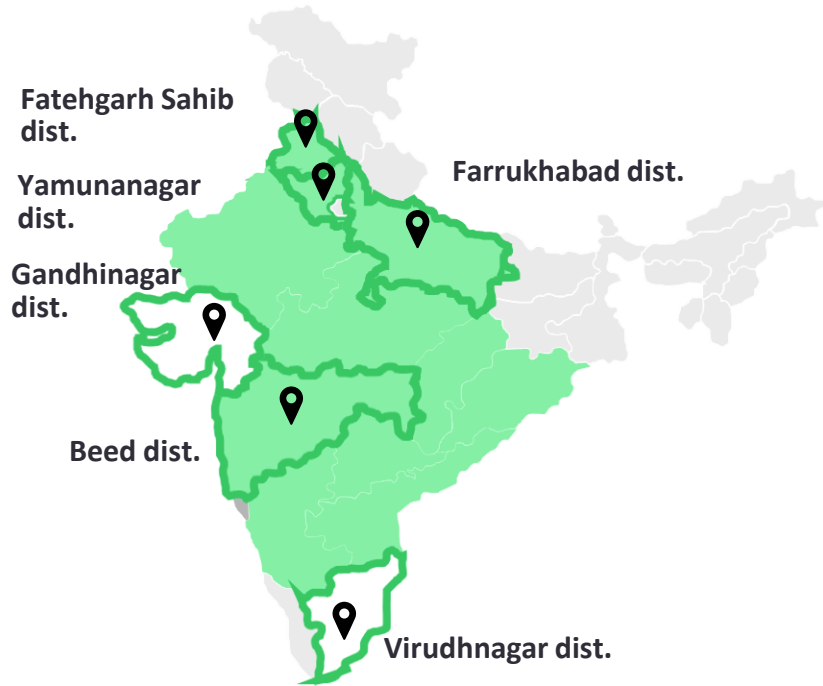 Fatehgarh Sahib
dist.
Yamunanagar
dist.
Farrukhabad dist.
Gandhinagar
dist.
Beed dist.
Virudhnagar dist.